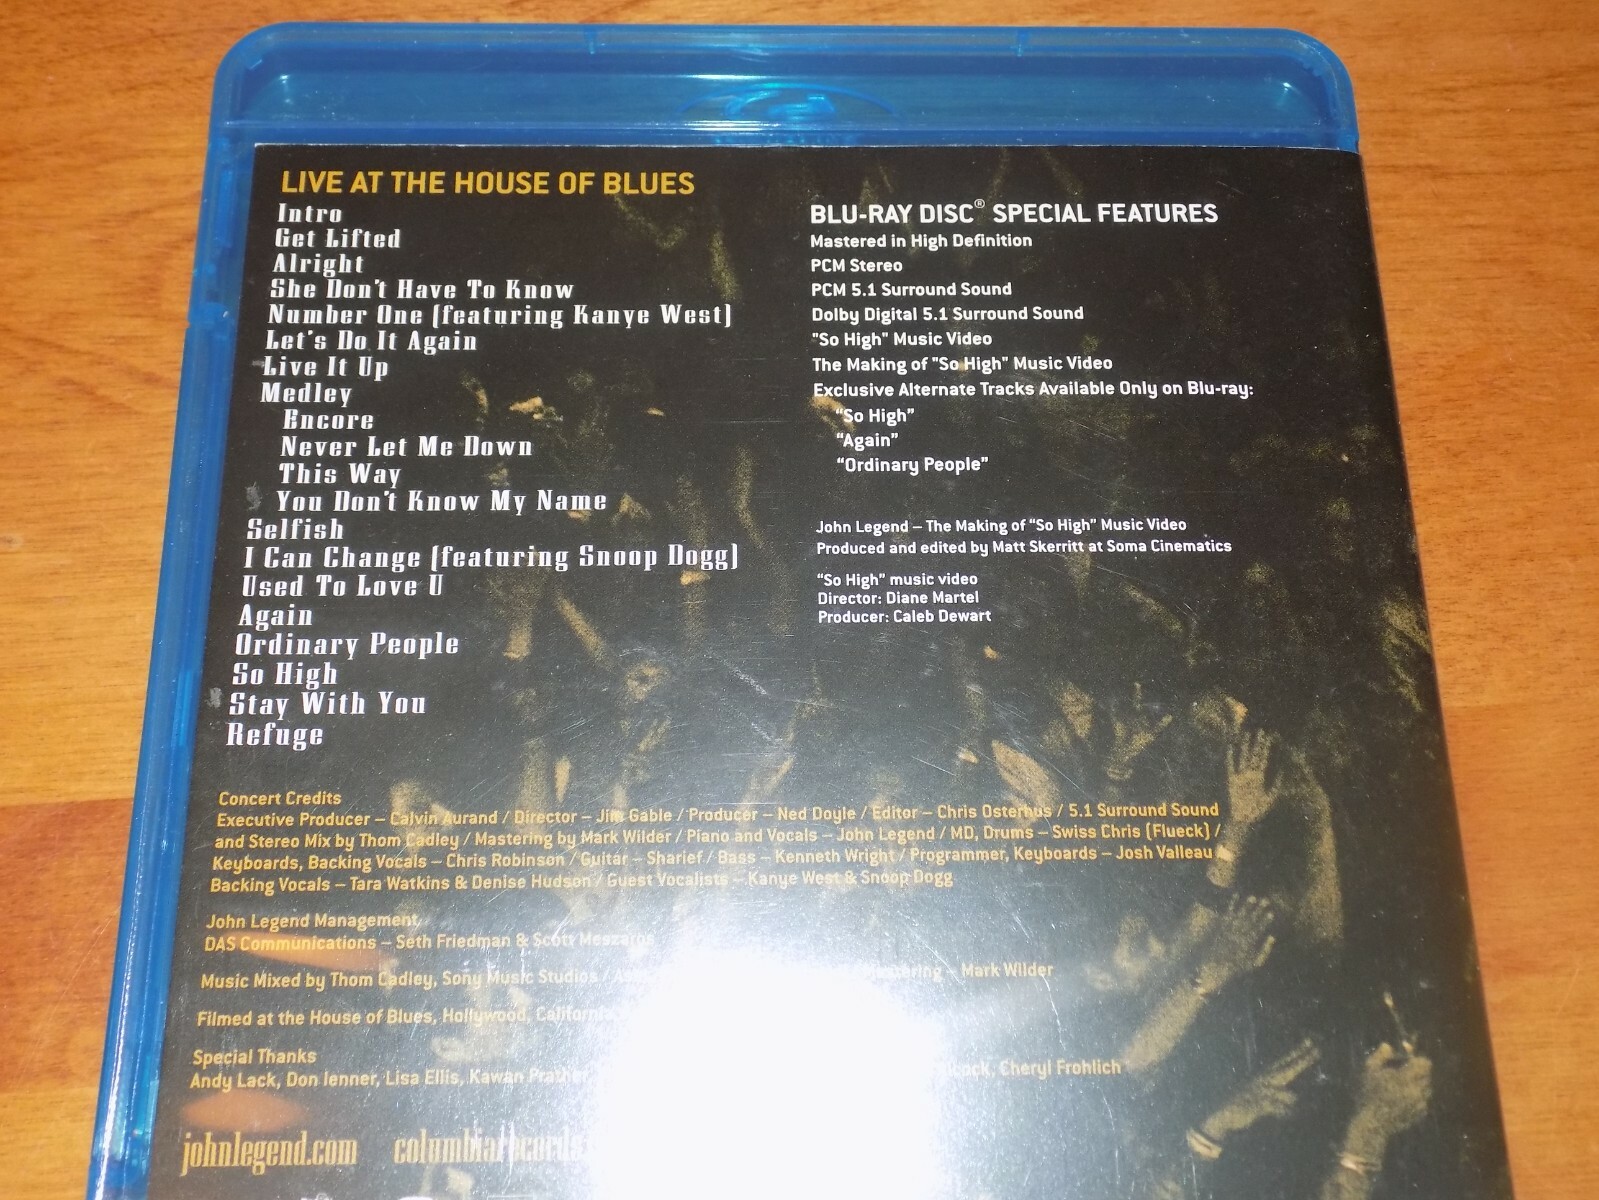 LIVE AT THE HOUSE OF BLUES
Intro
Get Lifted
Alright
She Don't Have To Know
Number One (featuring Kanye West)
Let's Do It Again
Live It Up
Medley
Encore
Never Let Me Down
This Way
You Don't Know My Name
Selfish
I Can Change (featuring Snoop Dogg)
Used To Love U
Again
Ordinary People
So High
Stay With You
Refuge
BLU-RAY DISC® SPECIAL FEATURES
Mastered in High Definition
PCM Stereo
PCM 5.1 Surround Sound
Dolby Digital 5.1 Surround Sound
"So High" Music Video
The Making of "So High" Music Video
Exclusive Alternate Tracks Available Only on Blu-ray:
"So High"
"Again"
"Ordinary People"
John Legend – The Making of "So High" Music Video
Produced and edited by Matt Skerritt at Soma Cinematics
"So High" music video
Director: Diane Martel
Producer: Caleb Dewart
Concert Credits
Executive Producer – Calvin Aurand / Director – Jim Gable / Producer – Ned Doyle / Editor – Chris Osterhus / 5.1 Surround Sound
and Stereo Mix by Thom Cadley / Mastering by Mark Wilder / Piano and Vocals – John Legend / MD, Drums – Swiss Chris (Flueck) /
Keyboards, Backing Vocals – Chris Robinson / Guitar – Sharief / Bass – Kenneth Wright / Programmer, Keyboards – Josh Valleau /
Backing Vocals – Tara Watkins & Denise Hudson / Guest Vocalists – Kanye West & Snoop Dogg
John Legend Management
DAS Communications – Seth Friedman & Scott Meszaros
Music Mixed by Thom Cadley, Sony Music Studios / Mastering – Mark Wilder
Filmed at the House of Blues, Hollywood, California
Special Thanks
Andy Lack, Don Ienner, Lisa Ellis, Kawan Prather, Cheryl Frohlich
johnlegend.com columbiarecords